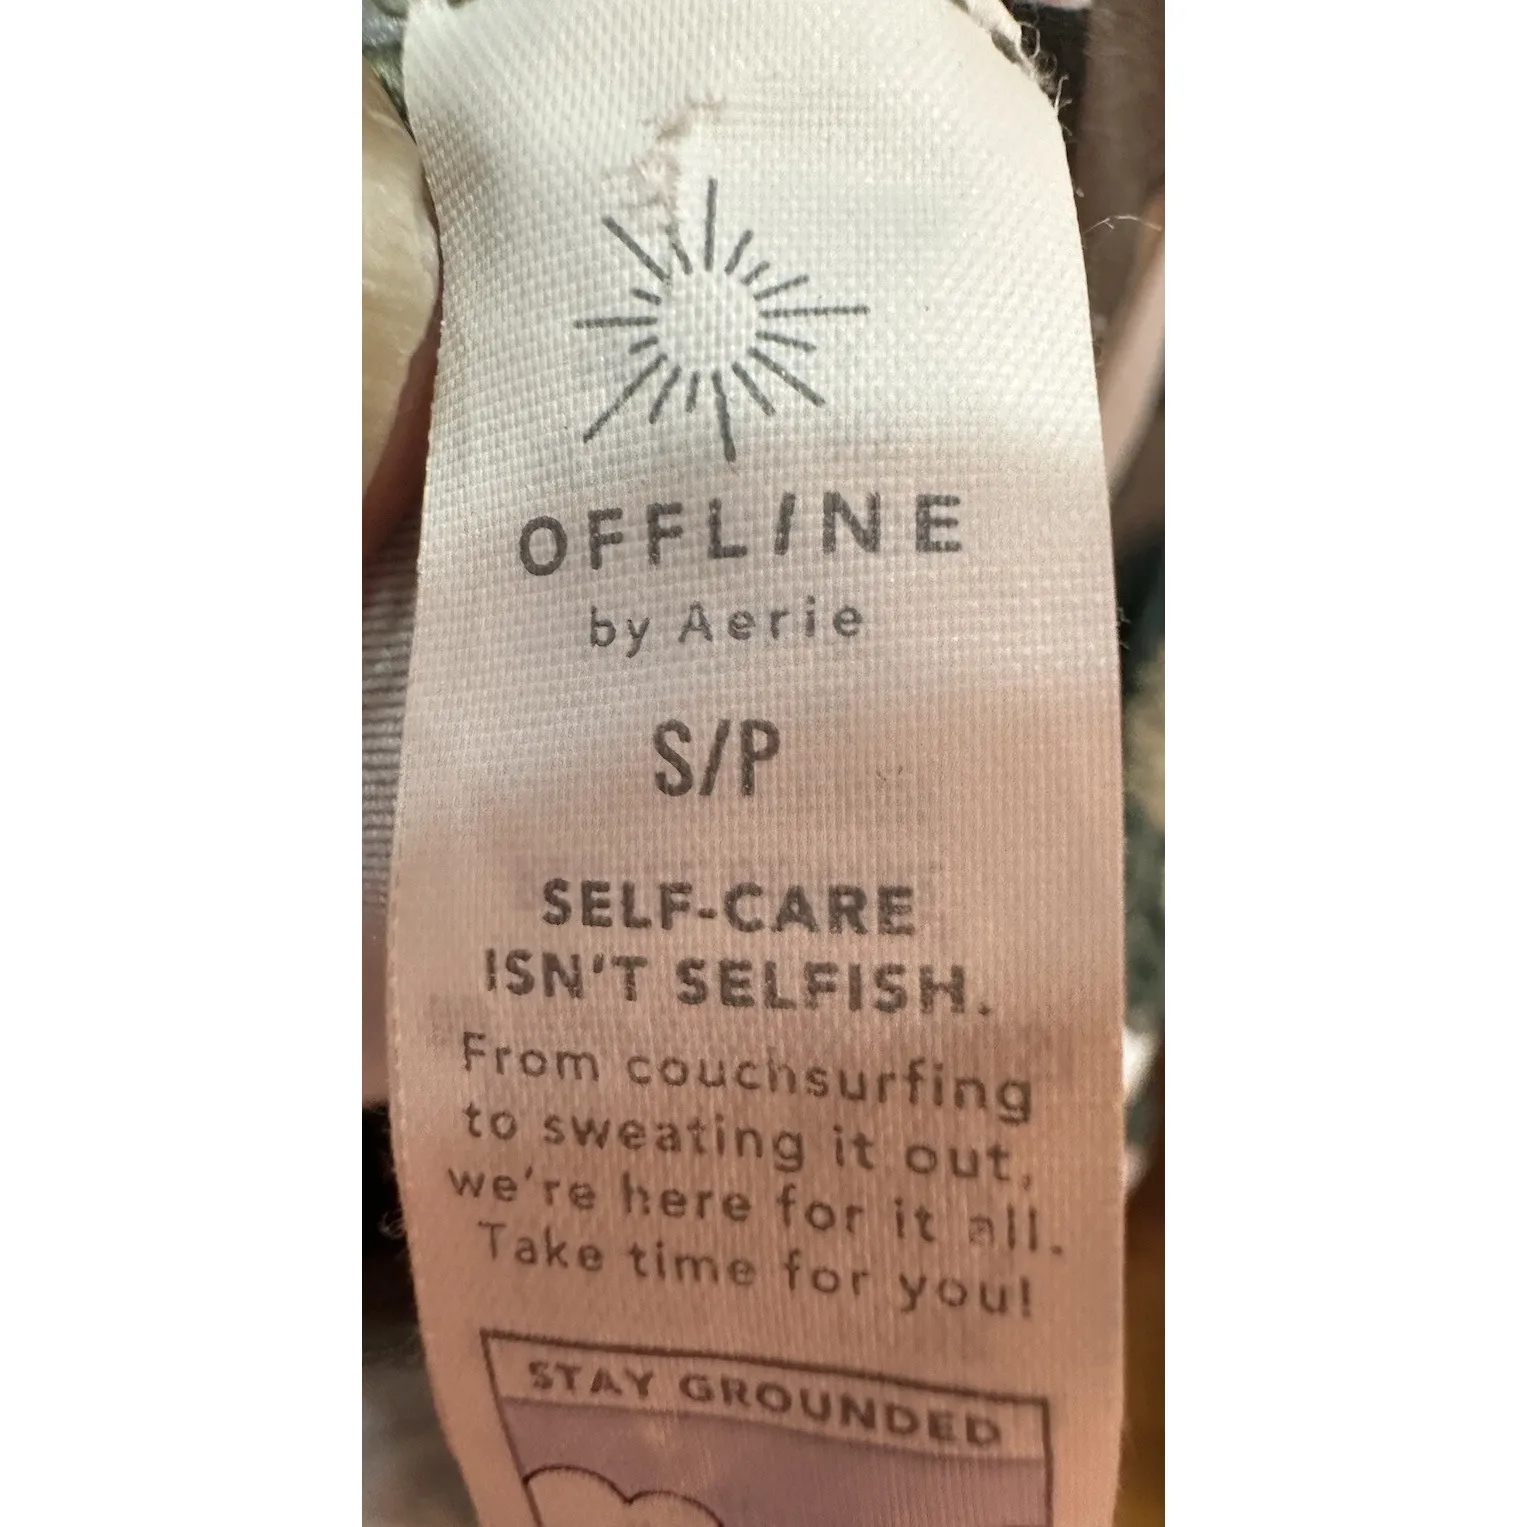 OFFLINE
by Aerie
S/P
SELF-CARE
ISN'T SELFISH.
From couchsurfing
to sweating it out,
we're here for it all.
Take time for you!
STAY GROUNDED